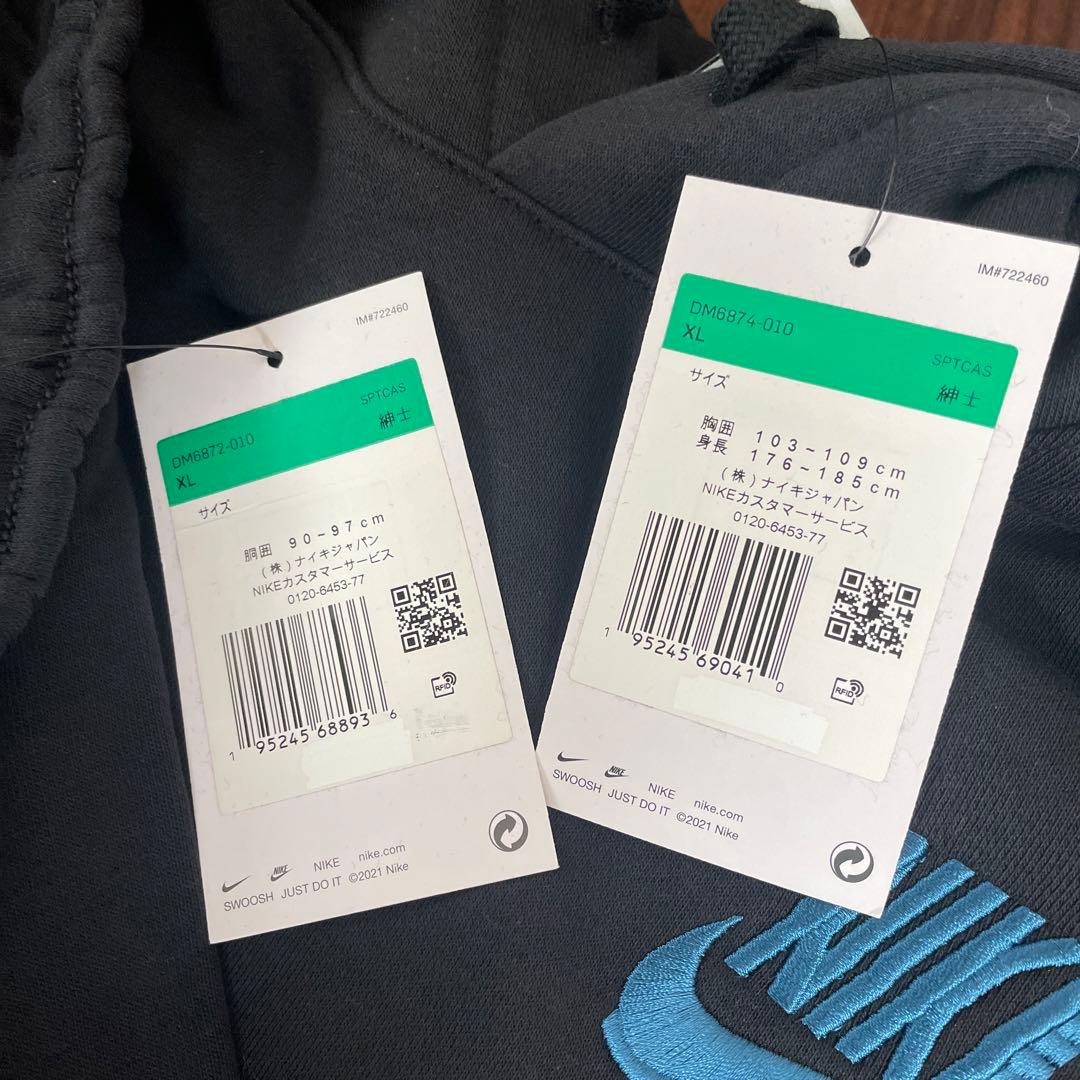 IM#722460
DM6872-010
XL
SPTCAS
紳士
サイズ
胴囲 90-97cm
(株)ナイキジャパン
NIKEカスタマーサービス
0120-6453-77
RFID
1 95245 68893 6
NIKE NIKE nike.com
SWOOSH JUST DO IT ©2021 Nike
IM#722460
DM6874-010
XL
SPTCAS
紳士
サイズ
胸囲 103-109cm
身長 176-185cm
(株)ナイキジャパン
NIKEカスタマーサービス
0120-6453-77
RFID
1 95245 69041 0
NIKE NIKE nike.com
SWOOSH JUST DO IT ©2021 Nike
NIK